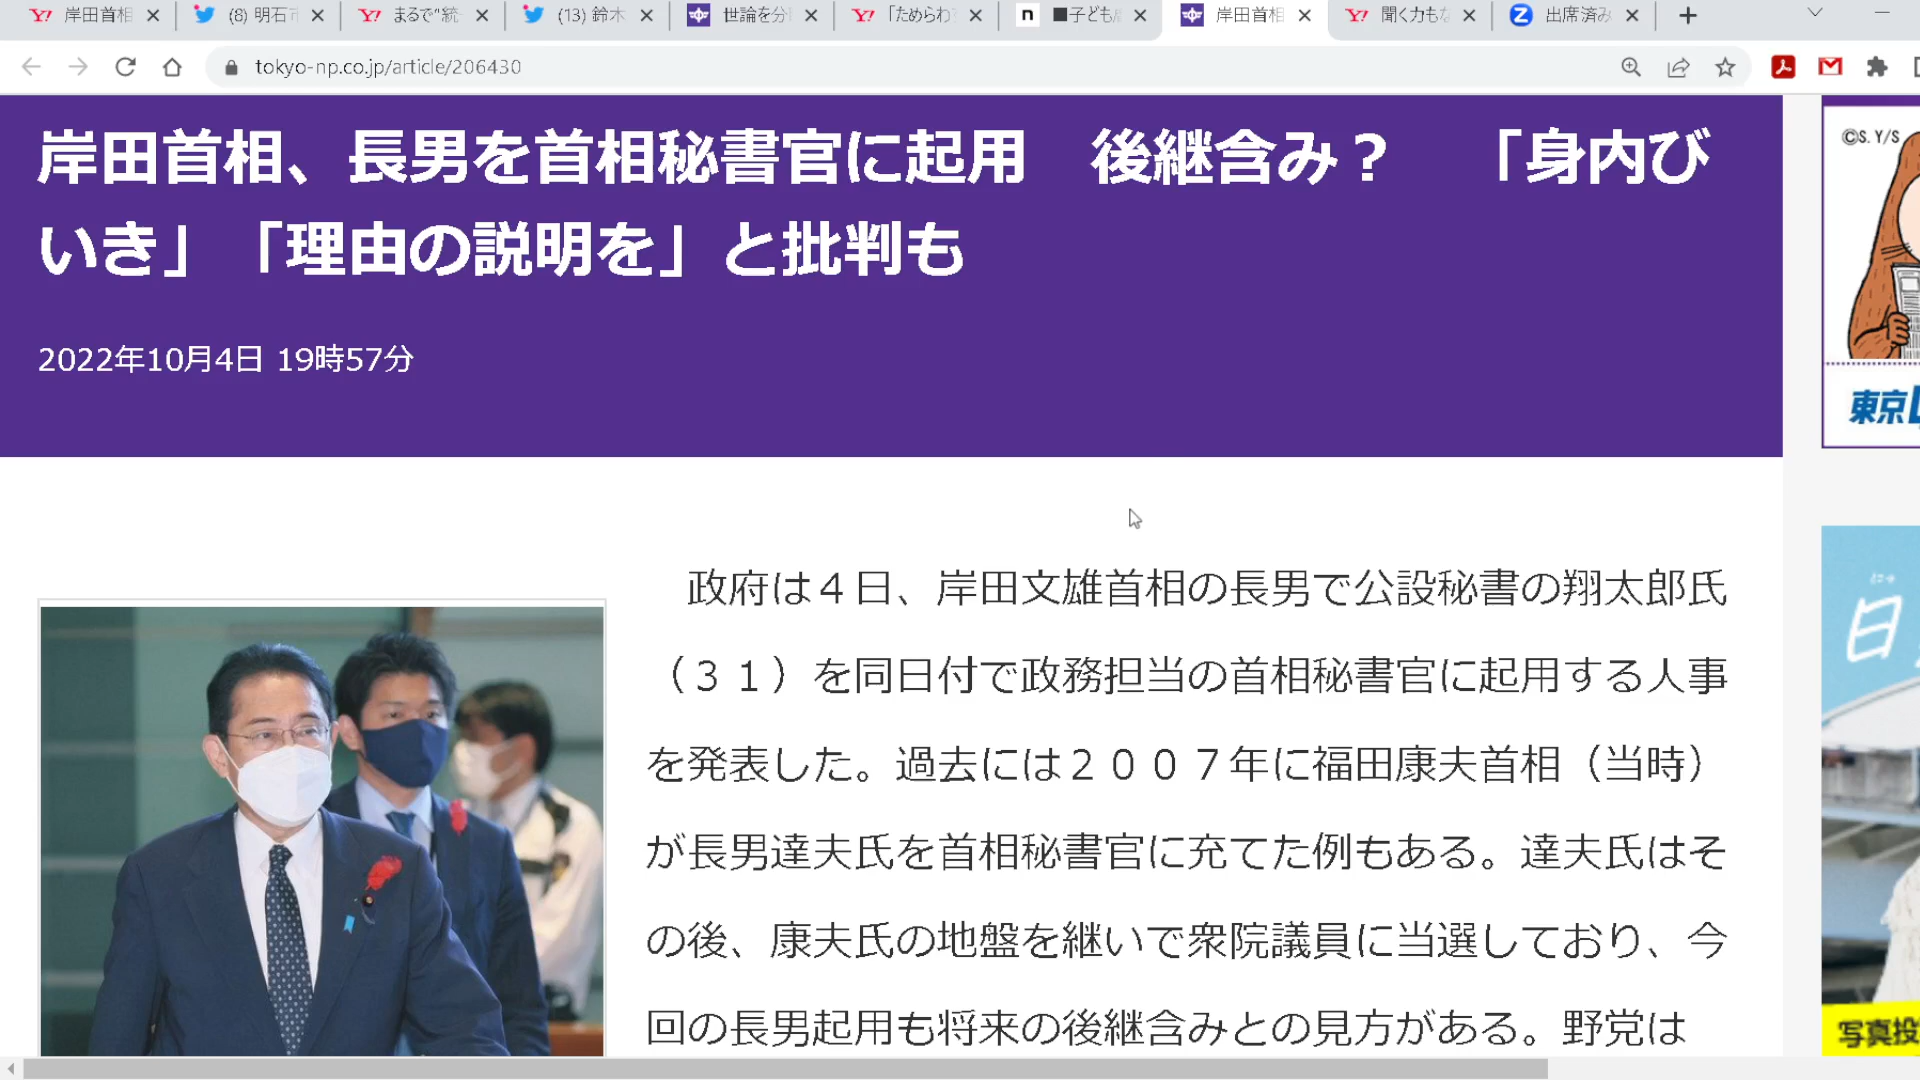 岸田首相
(8) 明石市
まるで"統
(13) 鈴木
世論を分
「ためらわ
■子ども
岸田首相
聞く力もな
出席済み
tokyo-np.co.jp/article/206430
岸田首相、長男を首相秘書官に起用　後継含み？　「身内び
いき」「理由の説明を」と批判も
2022年10月4日 19時57分
政府は４日、岸田文雄首相の長男で公設秘書の翔太郎氏
（３１）を同日付で政務担当の首相秘書官に起用する人事
を発表した。過去には２００７年に福田康夫首相（当時）
が長男達夫氏を首相秘書官に充てた例もある。達夫氏はそ
の後、康夫氏の地盤を継いで衆院議員に当選しており、今
回の長男起用も将来の後継含みとの見方がある。野党は
©S. Y/S
東京
日
写真投